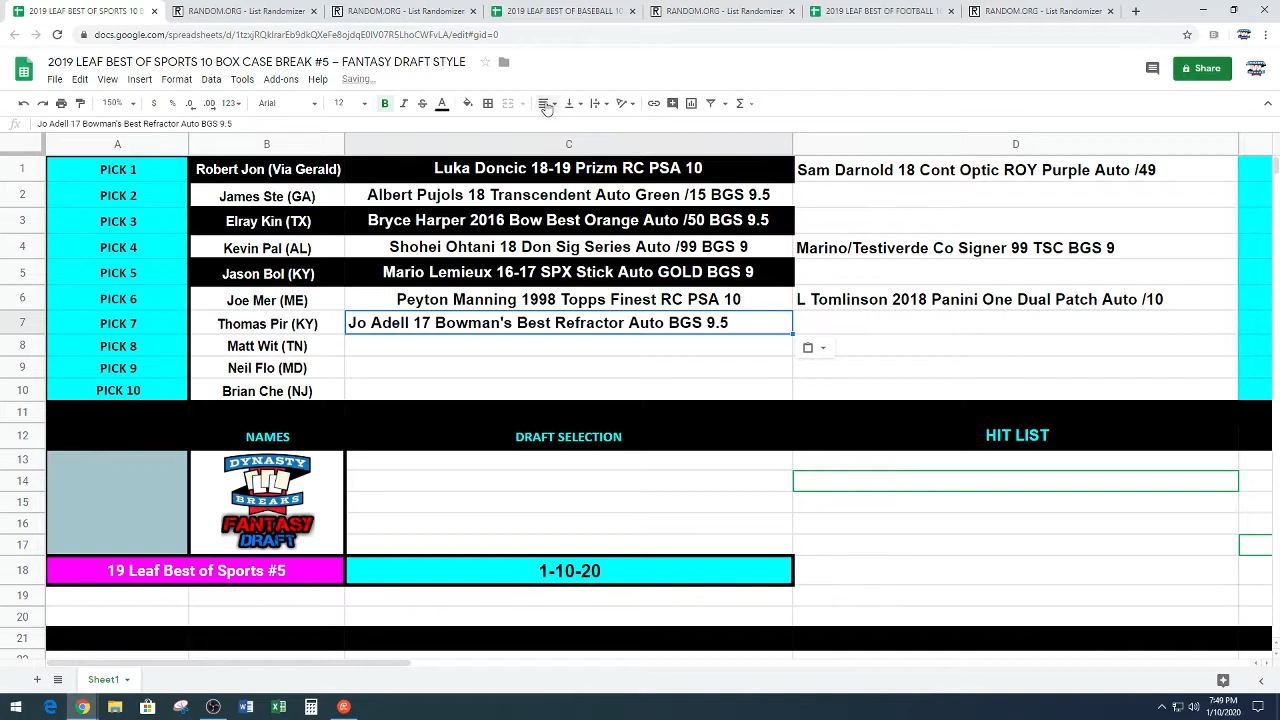 2019 LEAF BEST OF SPORTS 10 B
RANDOM.ORG - List Randomizer
RANDOM.ORG - List Randomizer
2019 LEAF BEST OF BASEBALL 10
RANDOM.ORG - List Randomizer
2019 LEAF BEST OF FOOTBALL 10
RANDOM.ORG - List Randomizer
2019 LEAF BEST OF SPORTS 10 BOX CASE BREAK #5 – FANTASY DRAFT STYLE
Share
File Edit View Insert Format Data Tools Add-ons Help Saving...
150% $ % .0 .00 123 Arial 12 B I S A
fx Jo Adell 17 Bowman's Best Refractor Auto BGS 9.5
A B C D
1 PICK 1 Robert Jon (Via Gerald) Luka Doncic 18-19 Prizm RC PSA 10 Sam Darnold 18 Cont Optic ROY Purple Auto /49
2 PICK 2 James Ste (GA) Albert Pujols 18 Transcendent Auto Green /15 BGS 9.5
3 PICK 3 Elray Kin (TX) Bryce Harper 2016 Bow Best Orange Auto /50 BGS 9.5
4 PICK 4 Kevin Pal (AL) Shohei Ohtani 18 Don Sig Series Auto /99 BGS 9 Marino/Testiverde Co Signer 99 TSC BGS 9
5 PICK 5 Jason Bol (KY) Mario Lemieux 16-17 SPX Stick Auto GOLD BGS 9
6 PICK 6 Joe Mer (ME) Peyton Manning 1998 Topps Finest RC PSA 10 L Tomlinson 2018 Panini One Dual Patch Auto /10
7 PICK 7 Thomas Pir (KY) Jo Adell 17 Bowman's Best Refractor Auto BGS 9.5
8 PICK 8 Matt Wit (TN)
9 PICK 9 Neil Flo (MD)
10 PICK 10 Brian Che (NJ)
11
12 NAMES DRAFT SELECTION HIT LIST
13
14
15
16
17
DYNASTY
BREAKS
FANTASY
DRAFT
18 19 Leaf Best of Sports #5 1-10-20
19
20
21
Sheet1
7:49 PM
1/10/2020